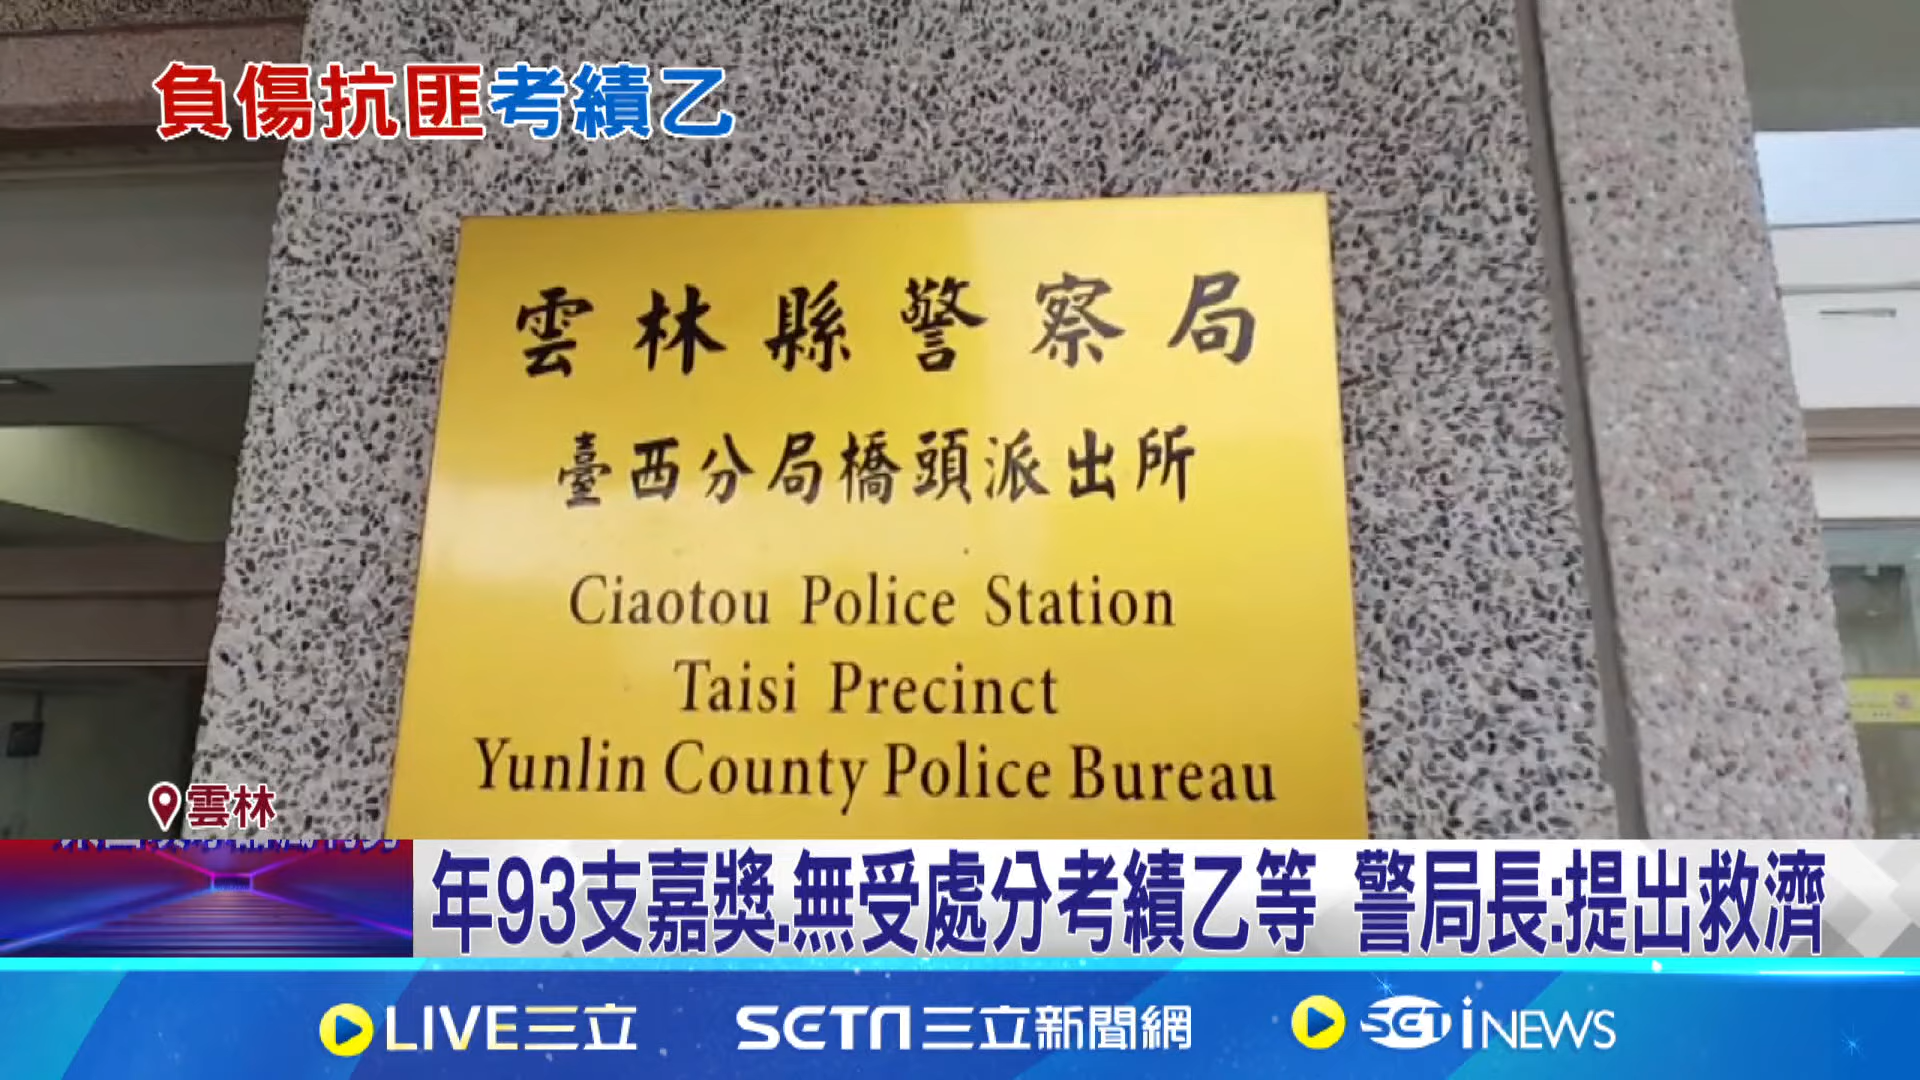 負傷抗匪考績乙
雲林縣警察局
臺西分局橋頭派出所
Ciaotou Police Station
Taisi Precinct
Yunlin County Police Bureau
雲林
年93支嘉獎.無受處分考績乙等 警局長:提出救濟
LIVE三立
SETN三立新聞網
SET iNEWS